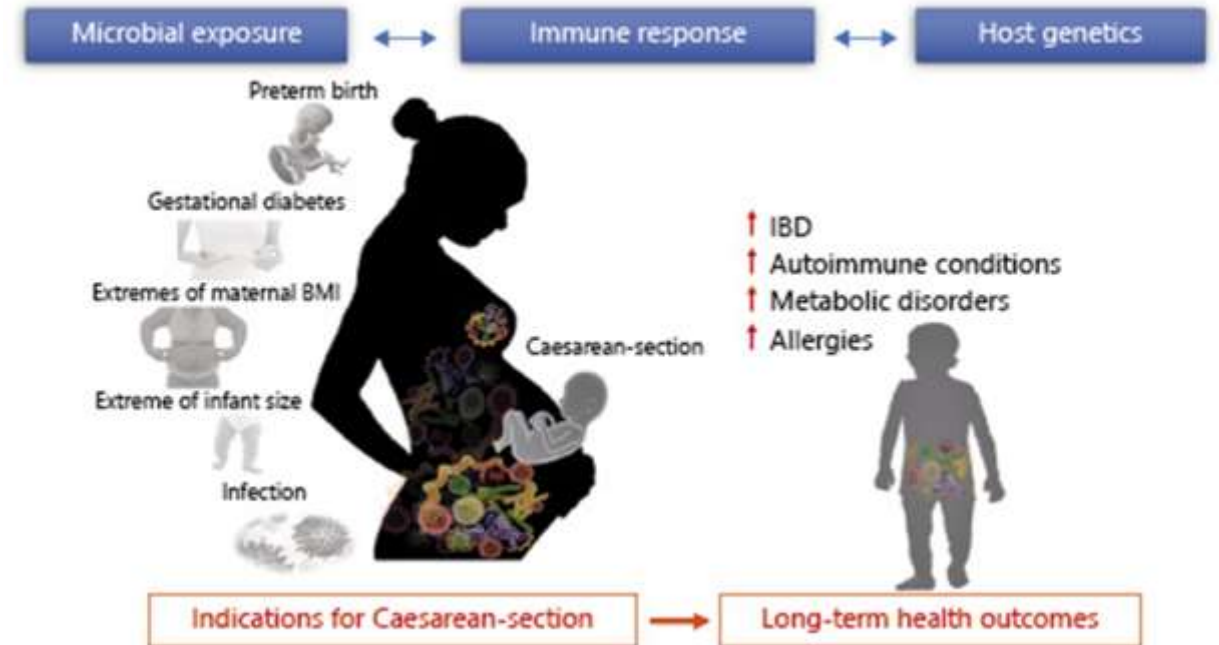 Microbial exposure
Immune response
Host genetics
Preterm birth
Gestational diabetes
Extremes of maternal BMI
Extreme of infant size
Infection
Caesarean-section
↑ IBD
↑ Autoimmune conditions
↑ Metabolic disorders
↑ Allergies
Indications for Caesarean-section
Long-term health outcomes